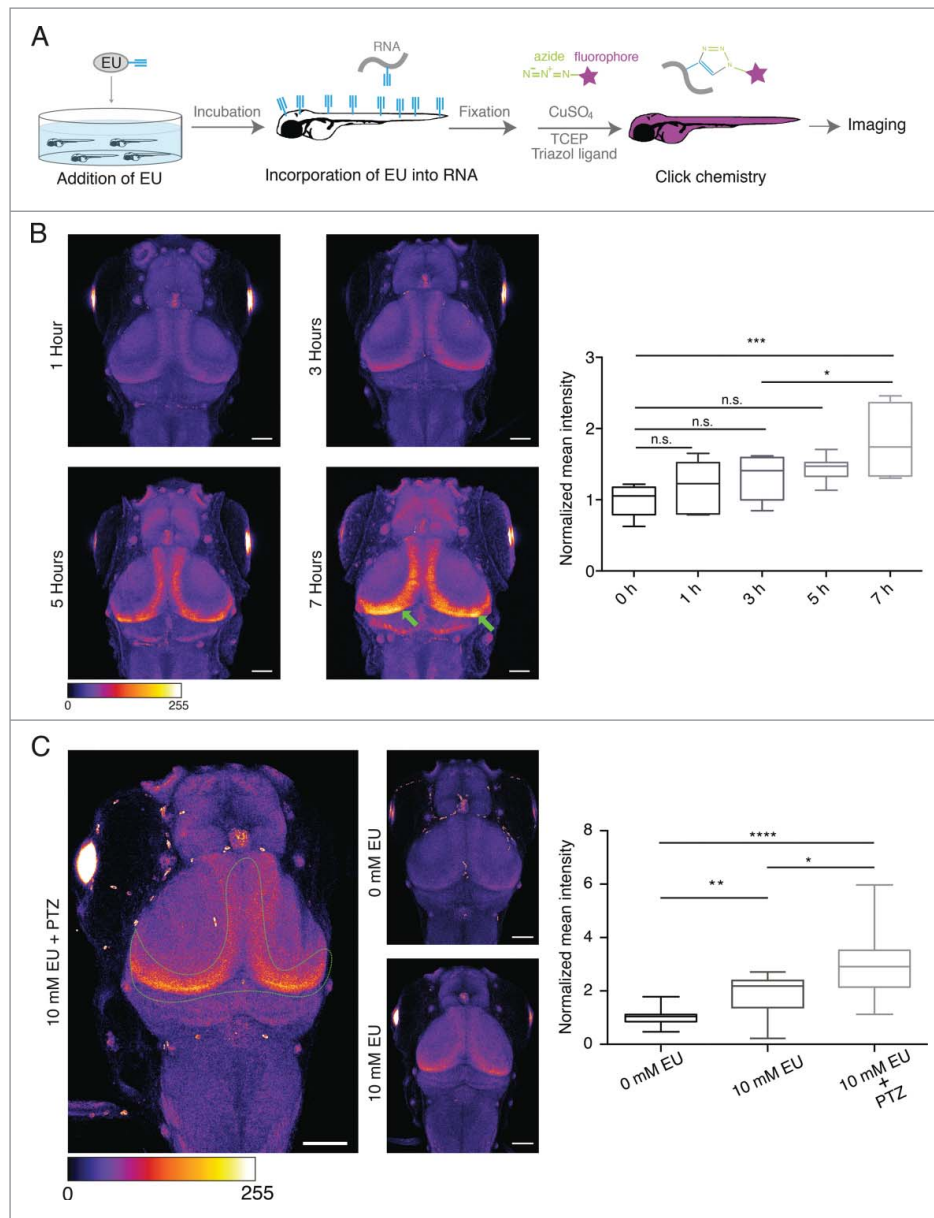 A
EU
Addition of EU
Incubation
RNA
Incorporation of EU into RNA
Fixation
azide fluorophore
N=N=N
- +
CuSO4
TCEP
Triazol ligand
N=N
N
Click chemistry
Imaging
B
1 Hour
3 Hours
5 Hours
7 Hours
0 255
Normalized mean intensity
3
2
1
0
***
*
n.s.
n.s.
n.s.
0 h
1 h
3 h
5 h
7 h
C
10 mM EU + PTZ
0 mM EU
10 mM EU
0 255
Normalized mean intensity
8
6
4
2
0
****
*
**
0 mM EU
10 mM EU
10 mM EU
+
PTZ